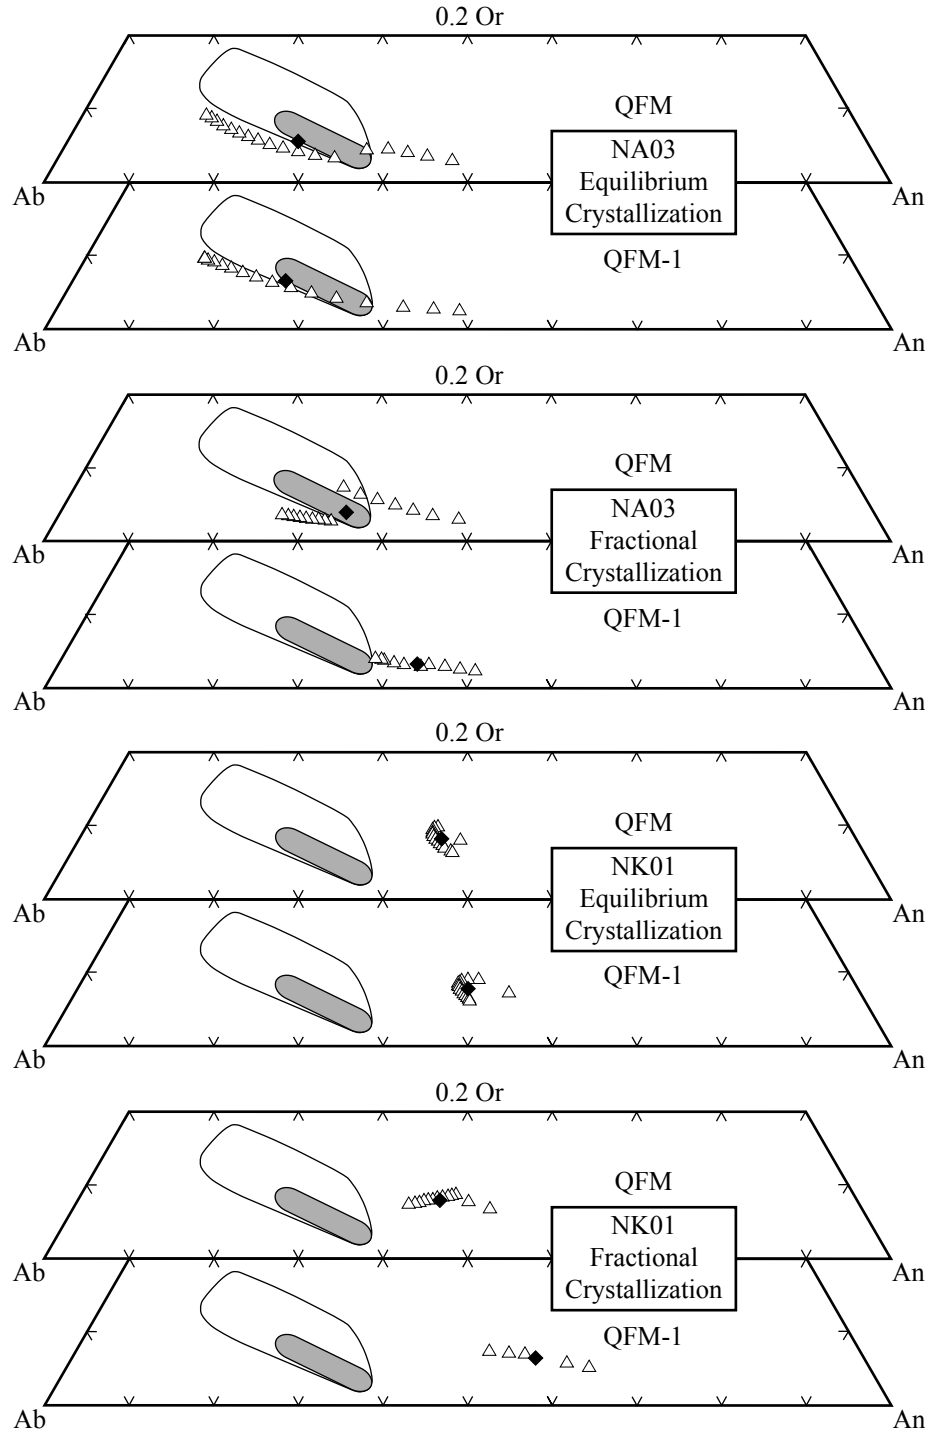 0.2 Or
QFM
NA03
Equilibrium
Crystallization
Ab
An
QFM-1
Ab
An
0.2 Or
QFM
NA03
Fractional
Crystallization
Ab
An
QFM-1
Ab
An
0.2 Or
QFM
NK01
Equilibrium
Crystallization
Ab
An
QFM-1
Ab
An
0.2 Or
QFM
NK01
Fractional
Crystallization
Ab
An
QFM-1
Ab
An